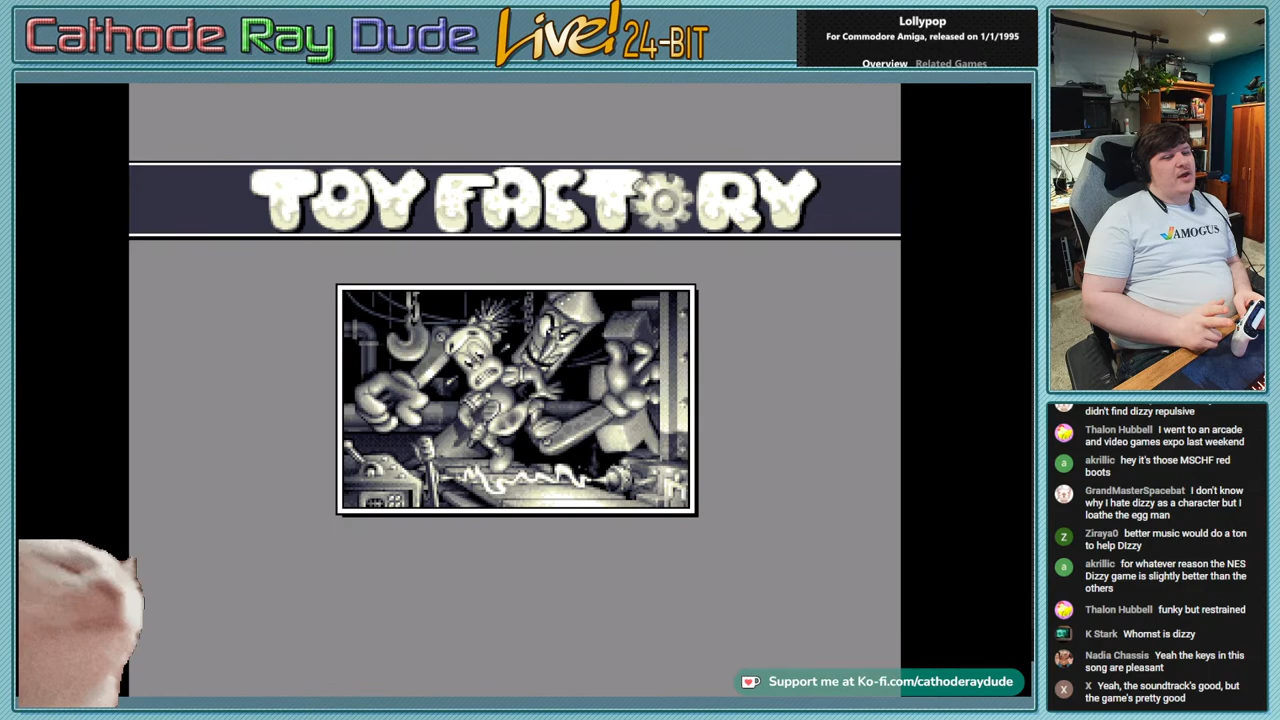 Cathode Ray Dude Live! 24-BIT
Lollypop
For Commodore Amiga, released on 1/1/1995
Overview Related Games
TOY FACTORY
AMOGUS
didn't find dizzy repulsive
Thalon Hubbell I went to an arcade
and video games expo last weekend
akrillic hey it's those MSCHF red
boots
GrandMasterSpacebat I don't know
why I hate dizzy as a character but I
loathe the egg man
Ziraya0 better music would do a ton
to help DIzzy
akrillic for whatever reason the NES
Dizzy game is slightly better than the
others
Thalon Hubbell funky but restrained
K Stark Whomst is dizzy
Nadia Chassis Yeah the keys in this
song are pleasant
X Yeah, the soundtrack's good, but
the game's pretty good
Support me at Ko-fi.com/cathoderaydude